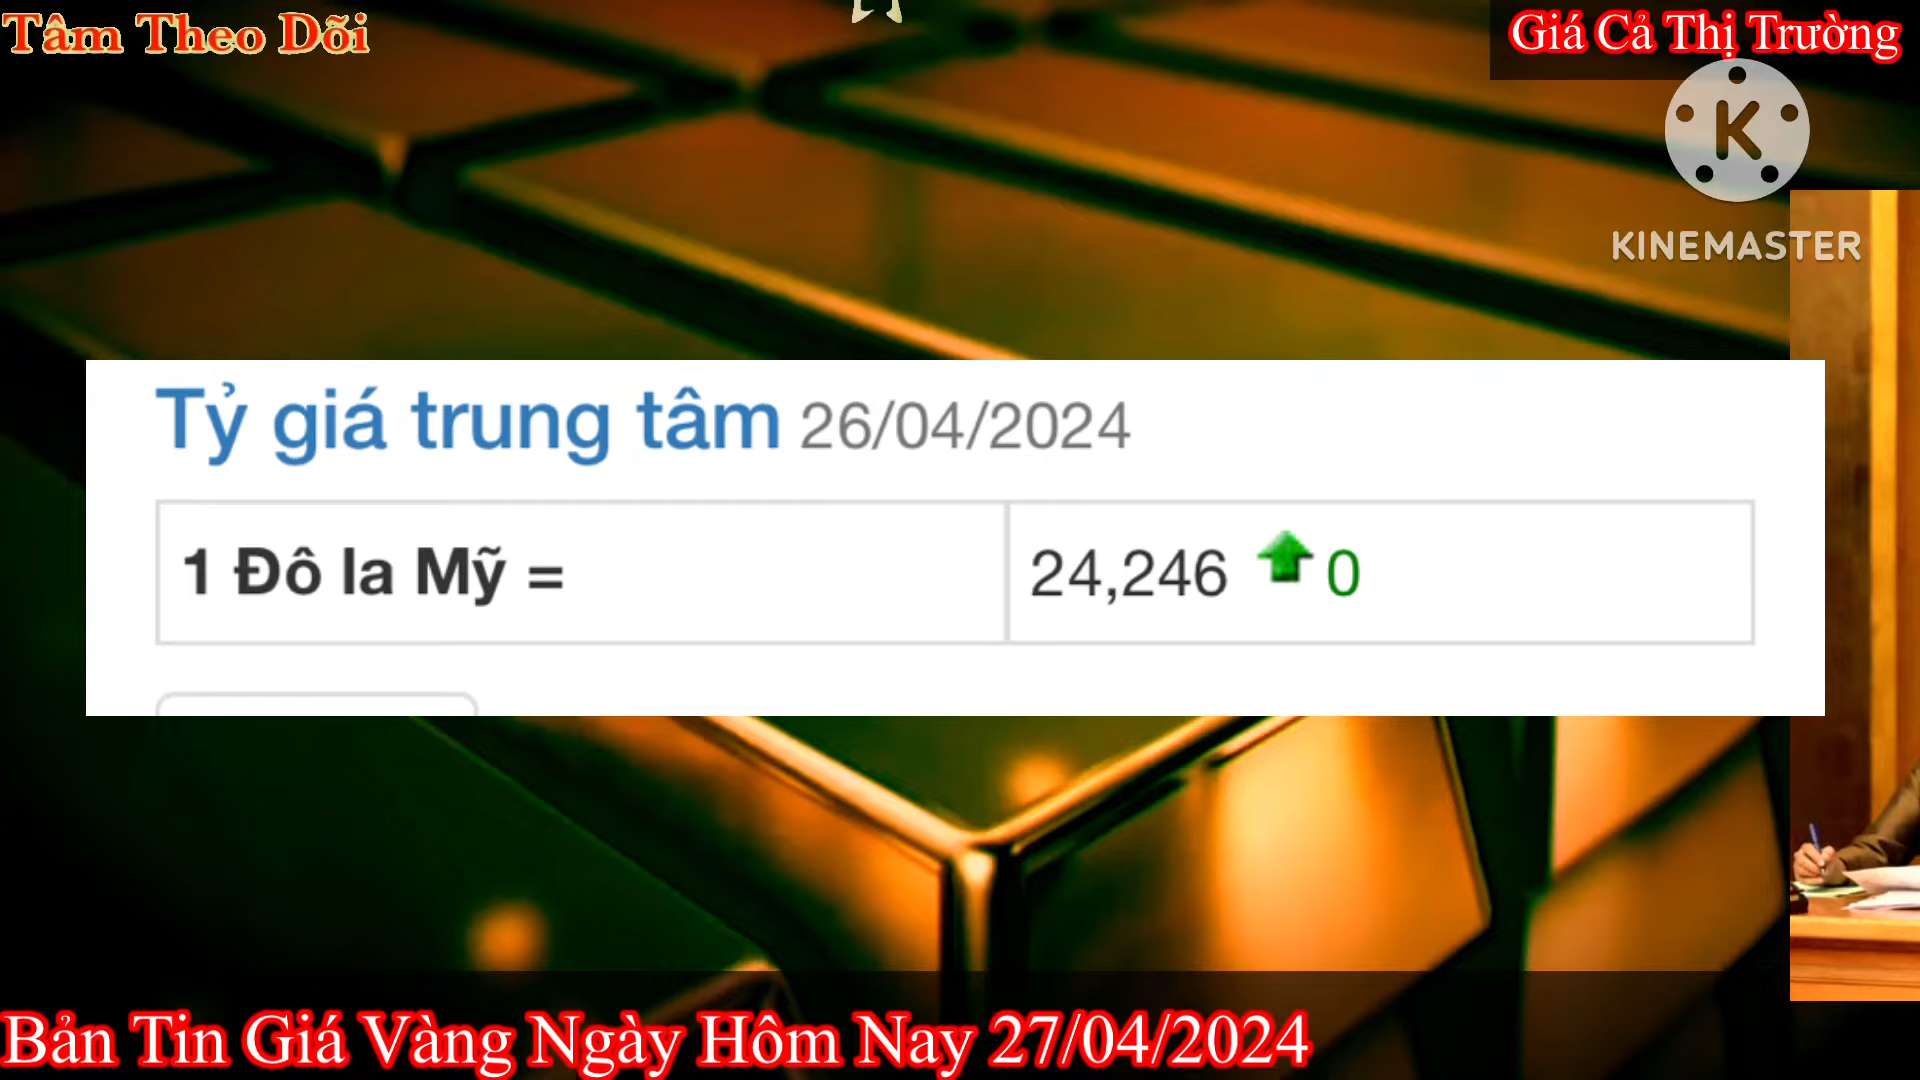 Tâm Theo Dõi
Giá Cả Thị Trường
K
KINEMASTER
Tỷ giá trung tâm 26/04/2024
1 Đô la Mỹ = 24,246 0
Bản Tin Giá Vàng Ngày Hôm Nay 27/04/2024